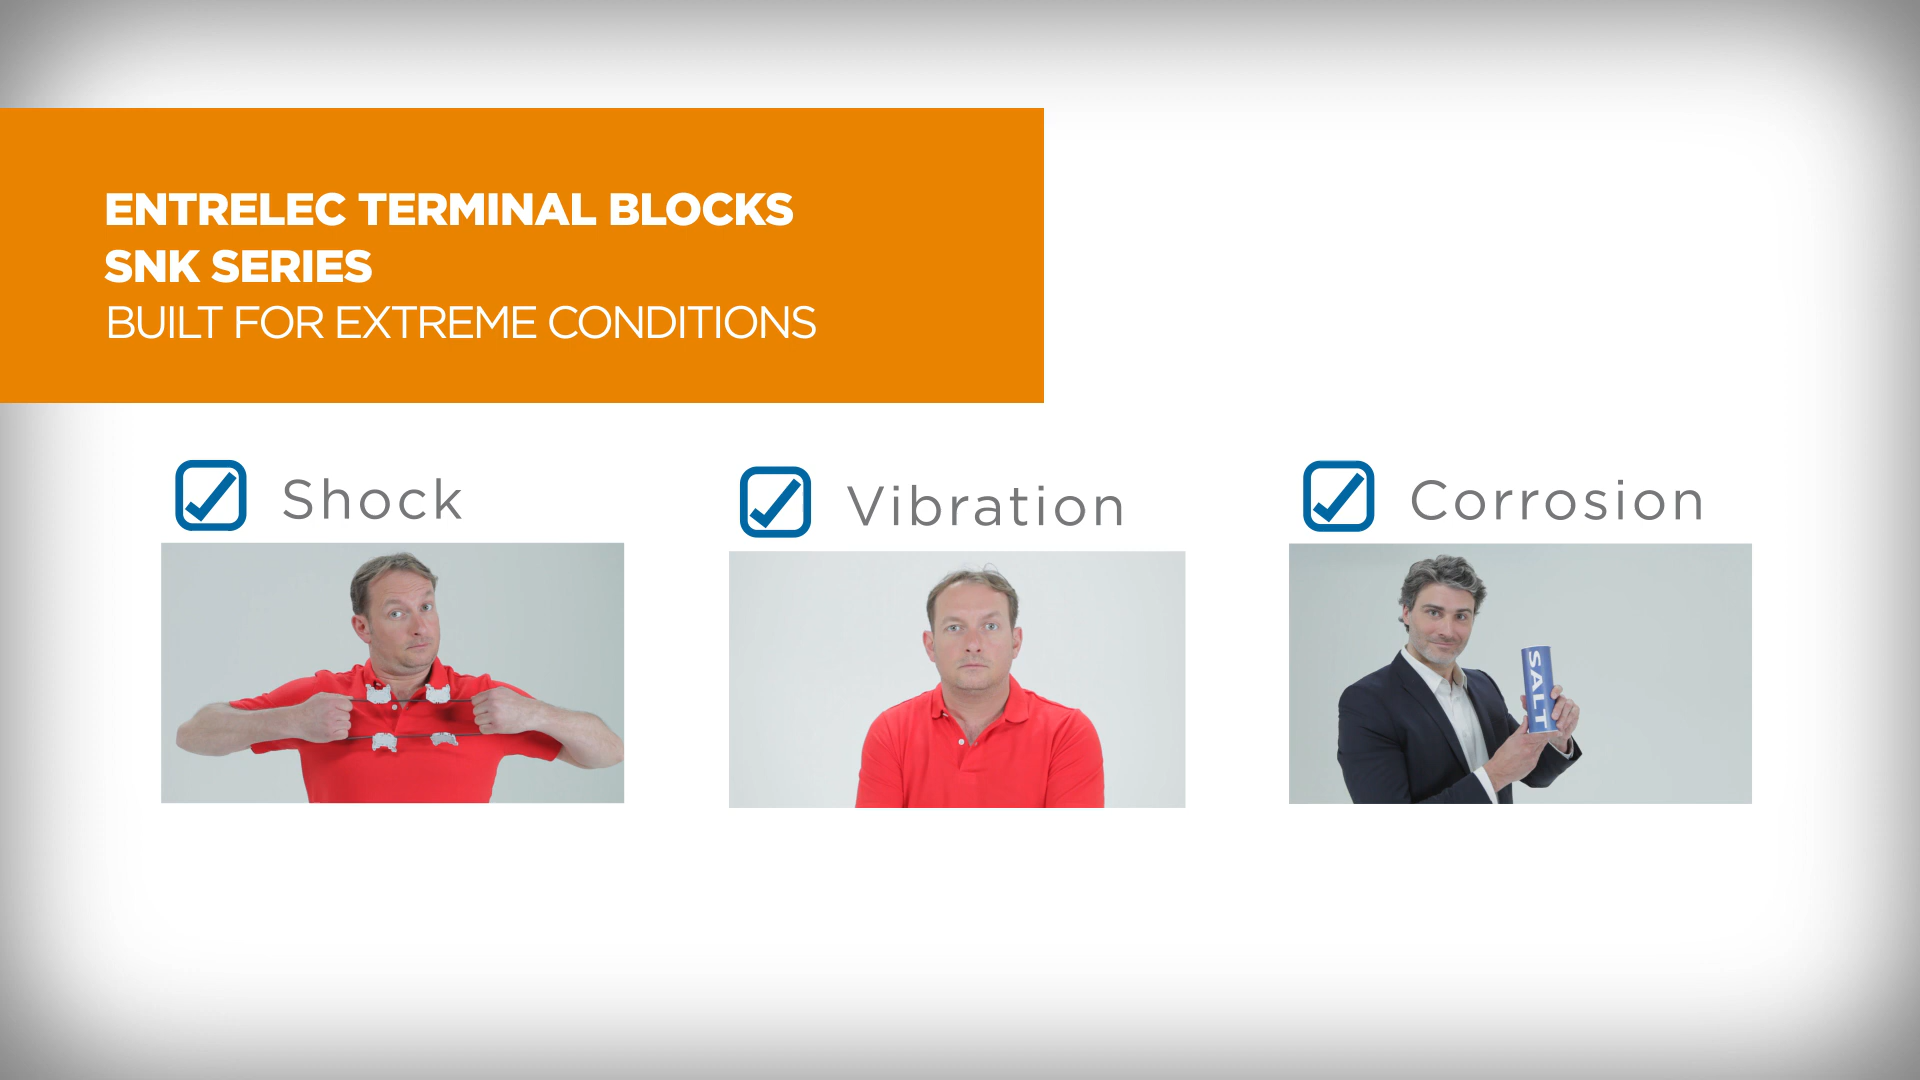 ENTRELEC TERMINAL BLOCKS
SNK SERIES
BUILT FOR EXTREME CONDITIONS
Shock
Vibration
Corrosion
SALT